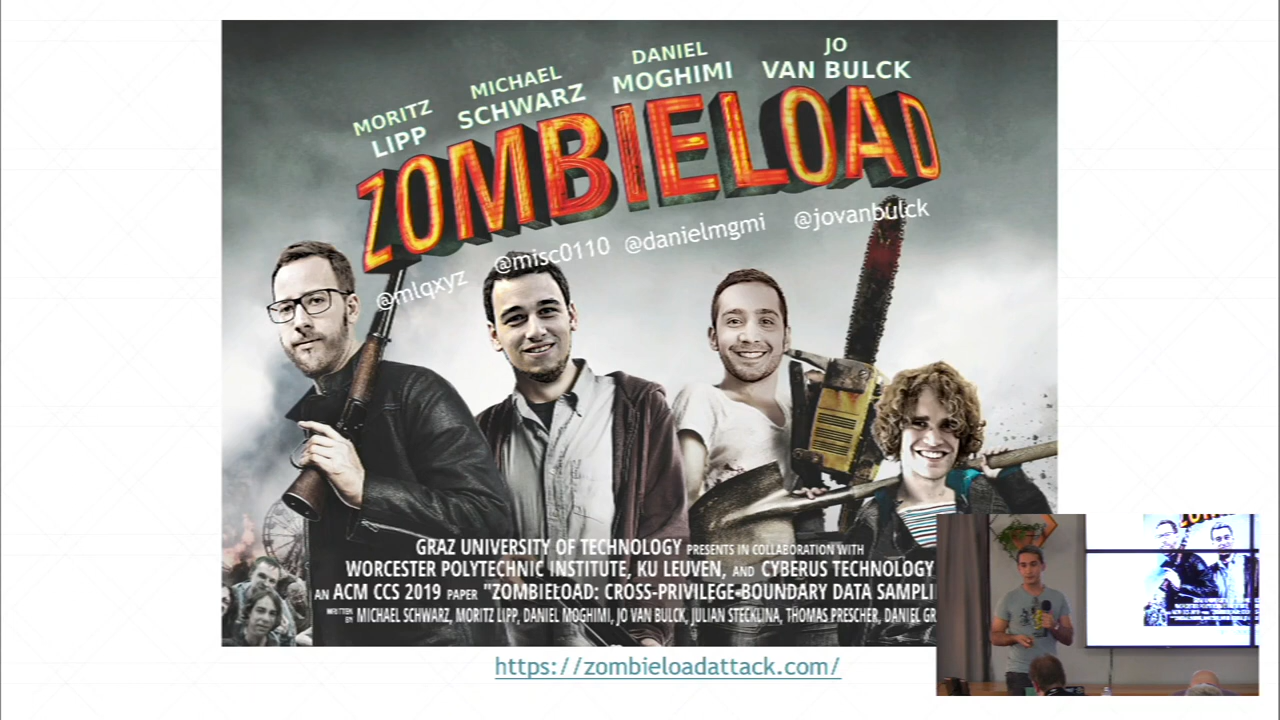 MORITZ
LIPP
MICHAEL
SCHWARZ
DANIEL
MOGHIMI
JO
VAN BULCK
ZOMBIELOAD
@mlqxyz
@misc0110
@danielmgmi
@jovanbulck
GRAZ UNIVERSITY OF TECHNOLOGY PRESENTS IN COLLABORATION WITH
WORCESTER POLYTECHNIC INSTITUTE, KU LEUVEN, AND CYBERUS TECHNOLOGY
AN ACM CCS 2019 PAPER "ZOMBIELOAD: CROSS-PRIVILEGE-BOUNDARY DATA SAMPLI
WRITTEN BY MICHAEL SCHWARZ, MORITZ LIPP, DANIEL MOGHIMI, JO VAN BULCK, JULIAN STECKLINA, THOMAS PRESCHER, DANIEL GR
https://zombieloadattack.com/